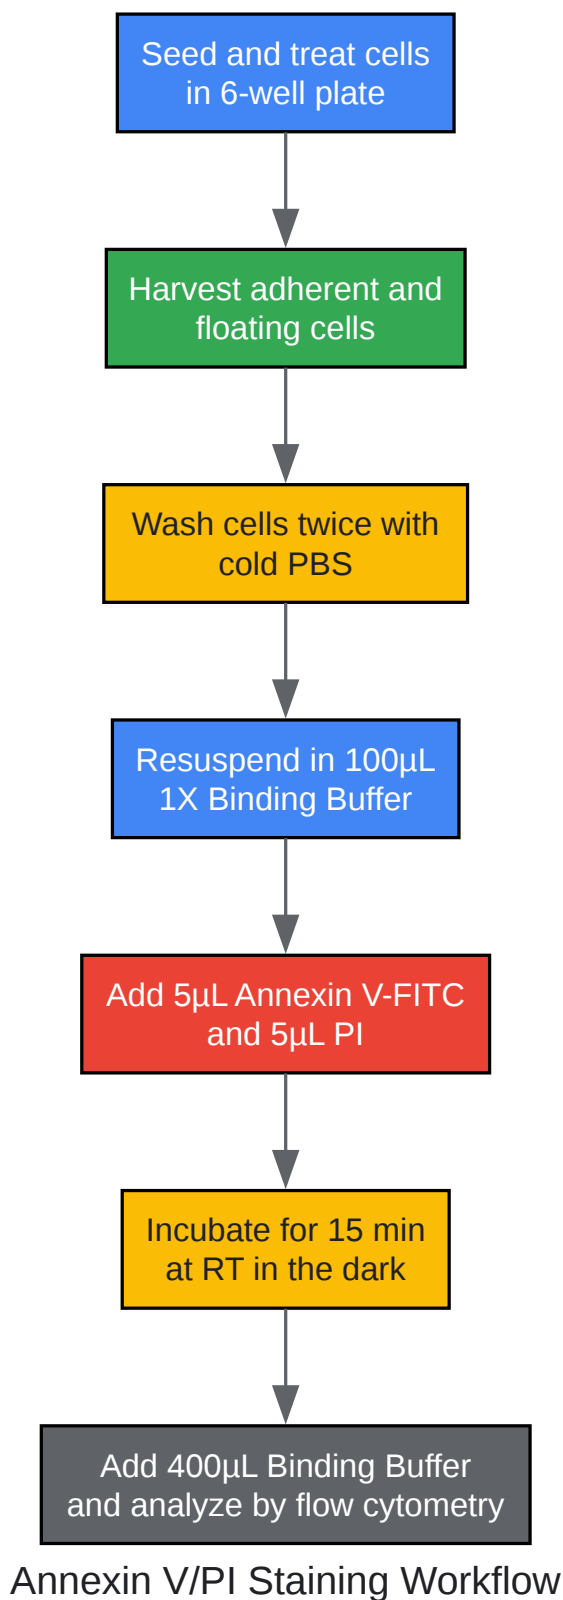 Seed and treat cells
in 6-well plate
Harvest adherent and
floating cells
Wash cells twice with
cold PBS
Resuspend in 100µL
1X Binding Buffer
Add 5µL Annexin V-FITC
and 5µL PI
Incubate for 15 min
at RT in the dark
Add 400µL Binding Buffer
and analyze by flow cytometry
Annexin V/PI Staining Workflow